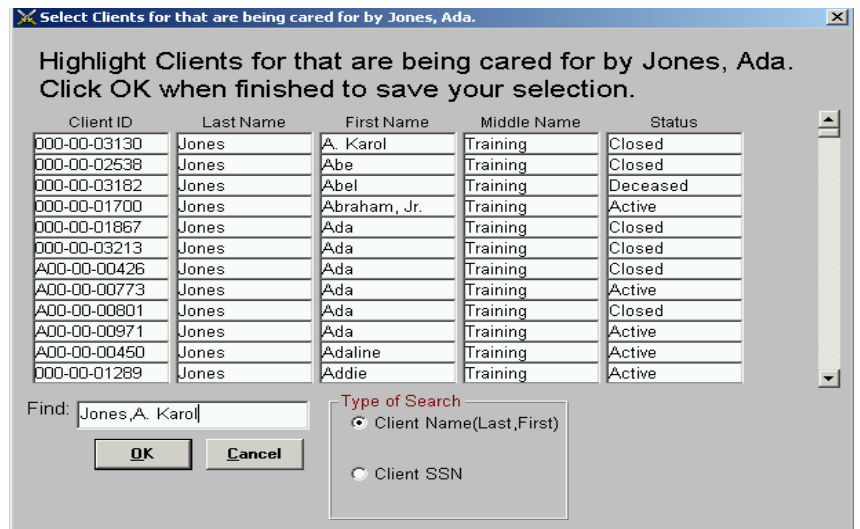 Select Clients for that are being cared for by Jones, Ada.
Highlight Clients for that are being cared for by Jones, Ada.
Click OK when finished to save your selection.
Client ID Last Name First Name Middle Name Status
000-00-03130 Jones A. Karol Training Closed
000-00-02538 Jones Abe Training Closed
000-00-03182 Jones Abel Training Deceased
000-00-01700 Jones Abraham, Jr. Training Active
000-00-01867 Jones Ada Training Closed
000-00-03213 Jones Ada Training Closed
A00-00-00426 Jones Ada Training Closed
A00-00-00773 Jones Ada Training Active
A00-00-00801 Jones Ada Training Closed
A00-00-00971 Jones Ada Training Active
A00-00-00450 Jones Adaline Training Active
000-00-01289 Jones Addie Training Active
Find: Jones,A. Karol
Type of Search
Client Name(Last,First)
OK Cancel
Client SSN